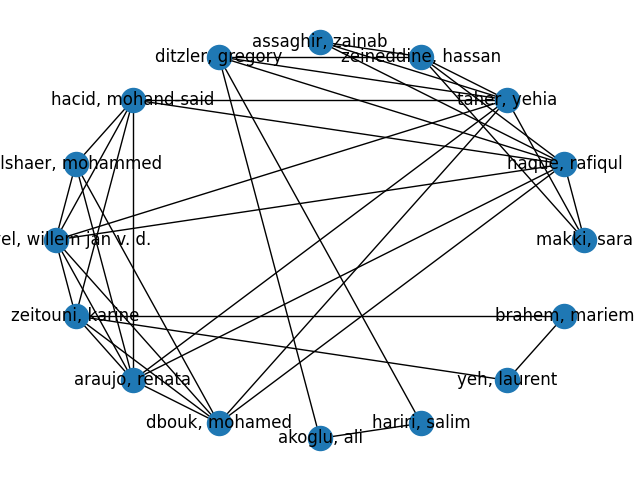 assaghir, zainab
ditzler, gregory
zeineddine, hassan
hacid, mohand-said
taher, yehia
lshaer, mohammed
haque, rafiqul
vel, willem jan v. d.
makki, sara
zeitouni, karine
brahem, mariem
araujo, renata
yeh, laurent
dbouk, mohamed
hariri, salim
akoglu, ali